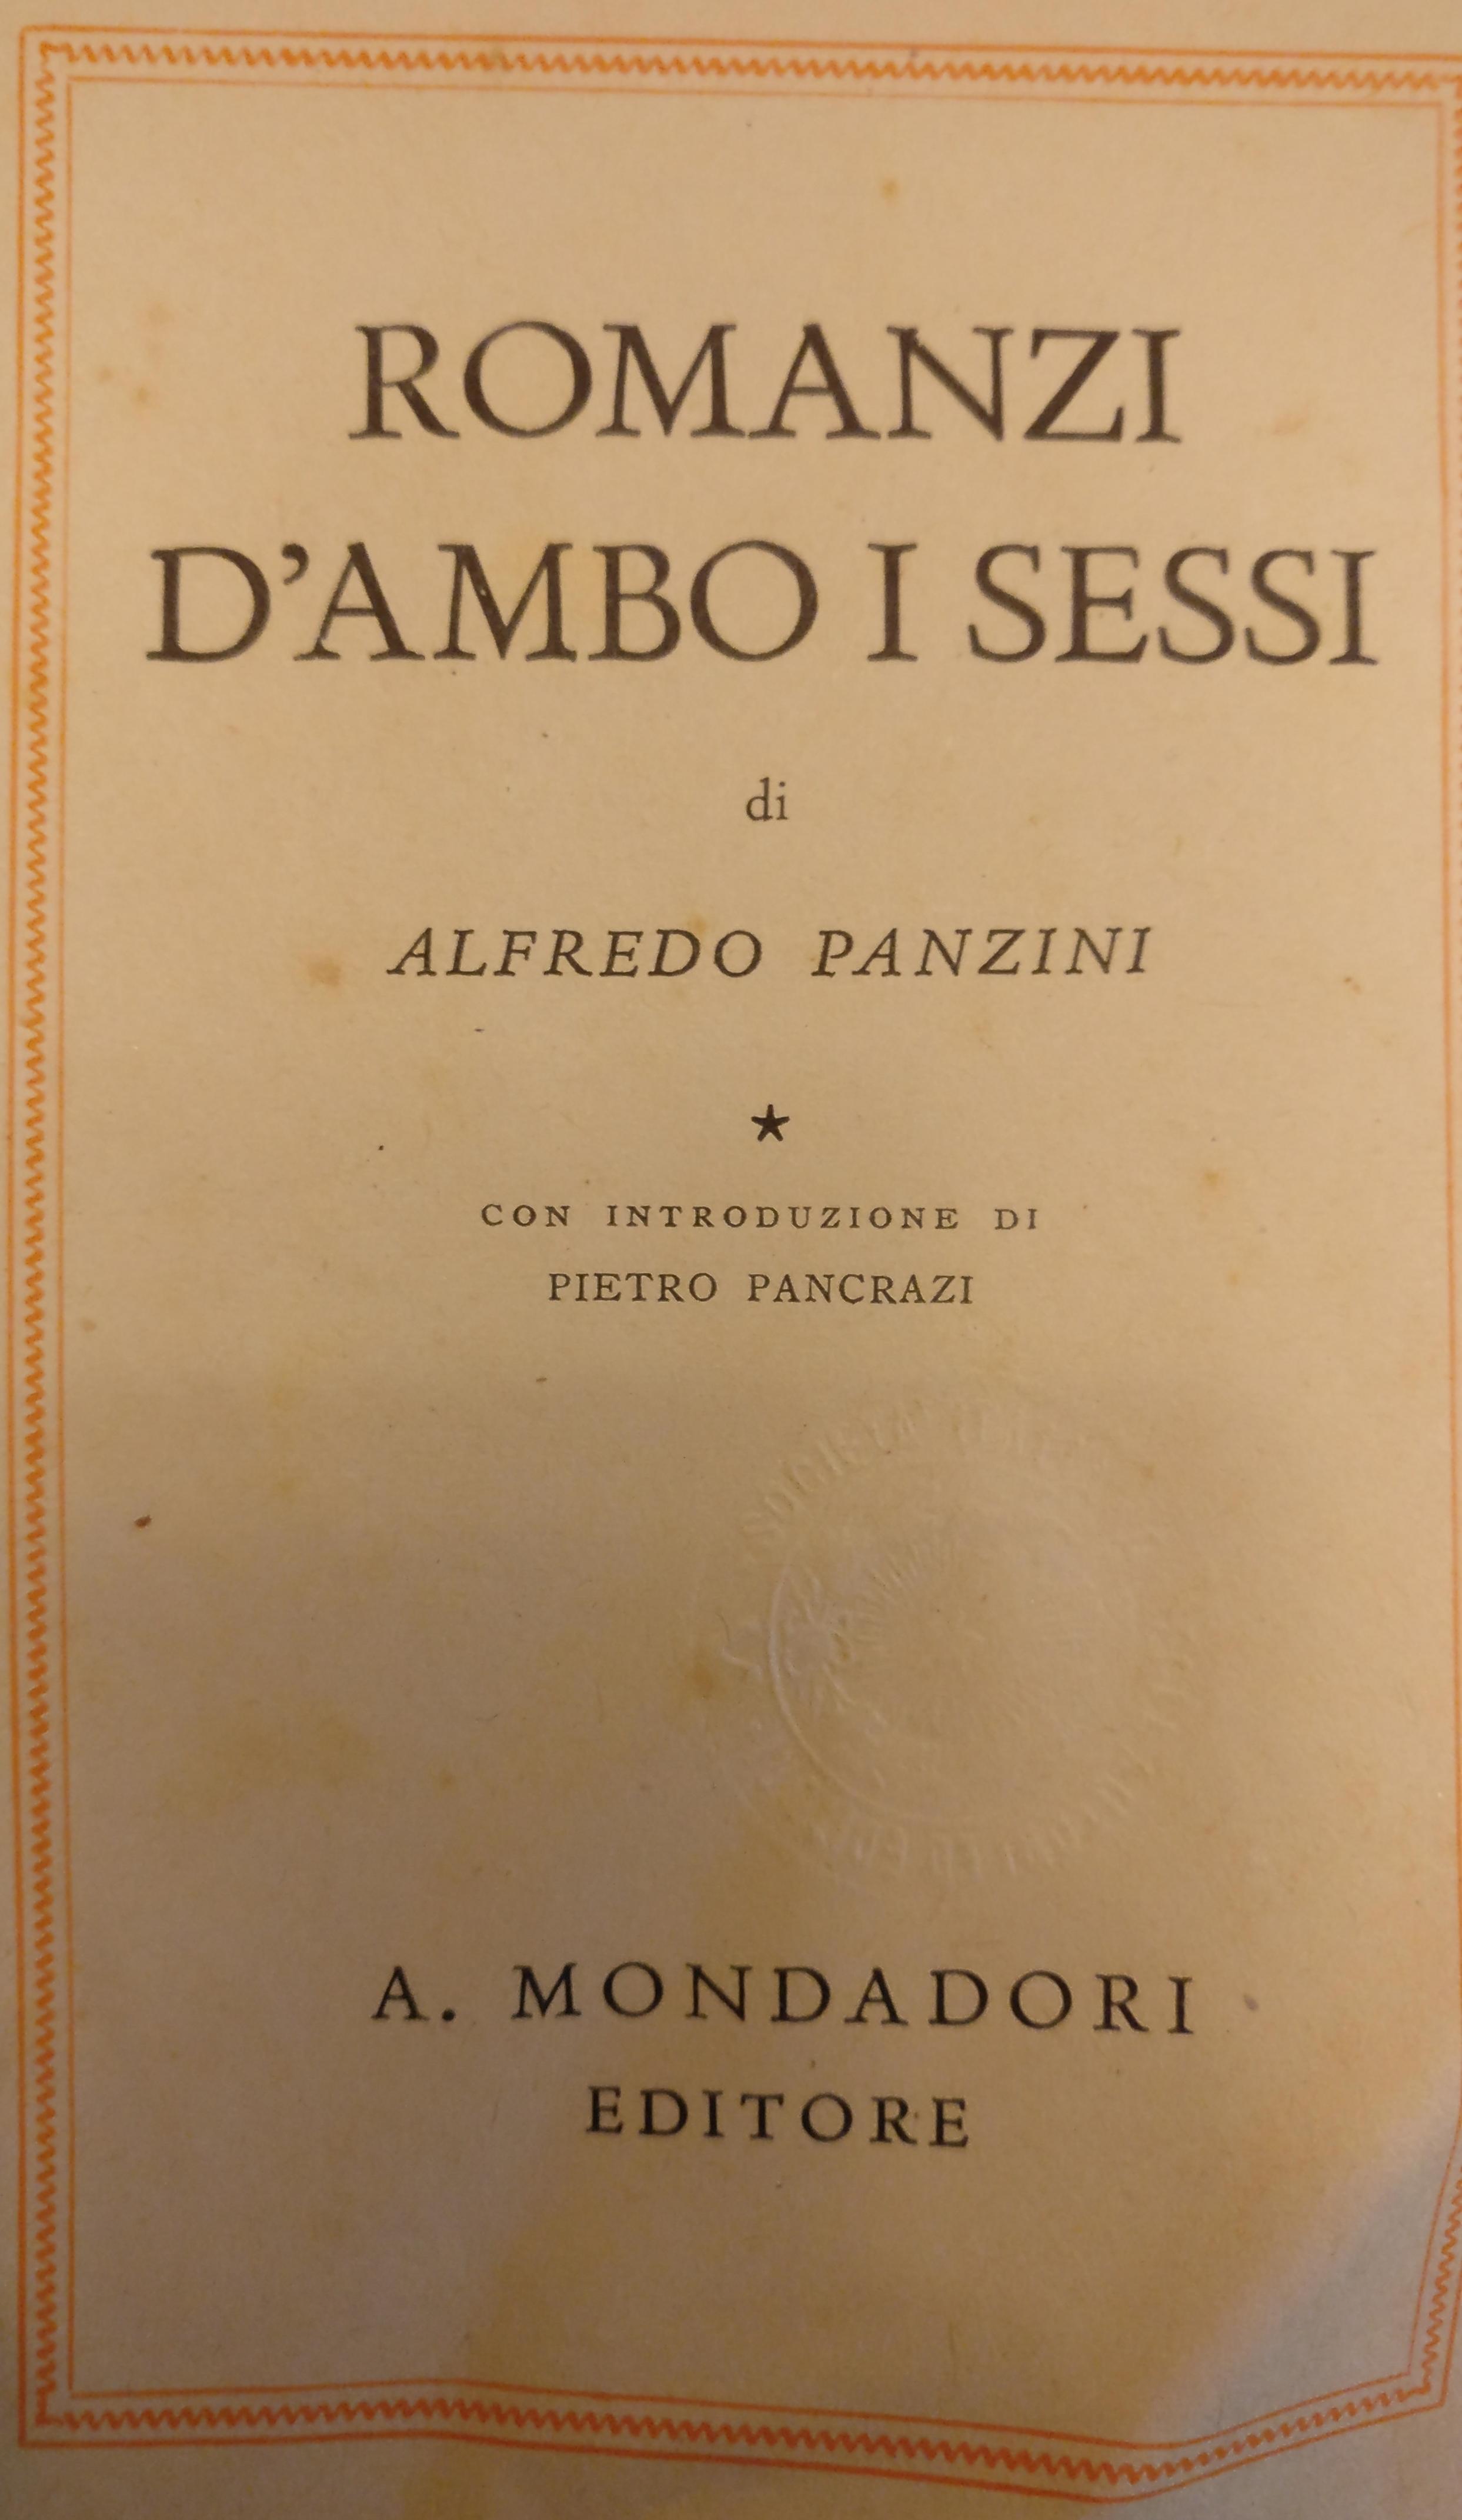 ROMANZI
D'AMBO I SESSI
di
ALFREDO PANZINI
★
CON INTRODUZIONE DI
PIETRO PANCRAZI
A. MONDADORI
EDITORE